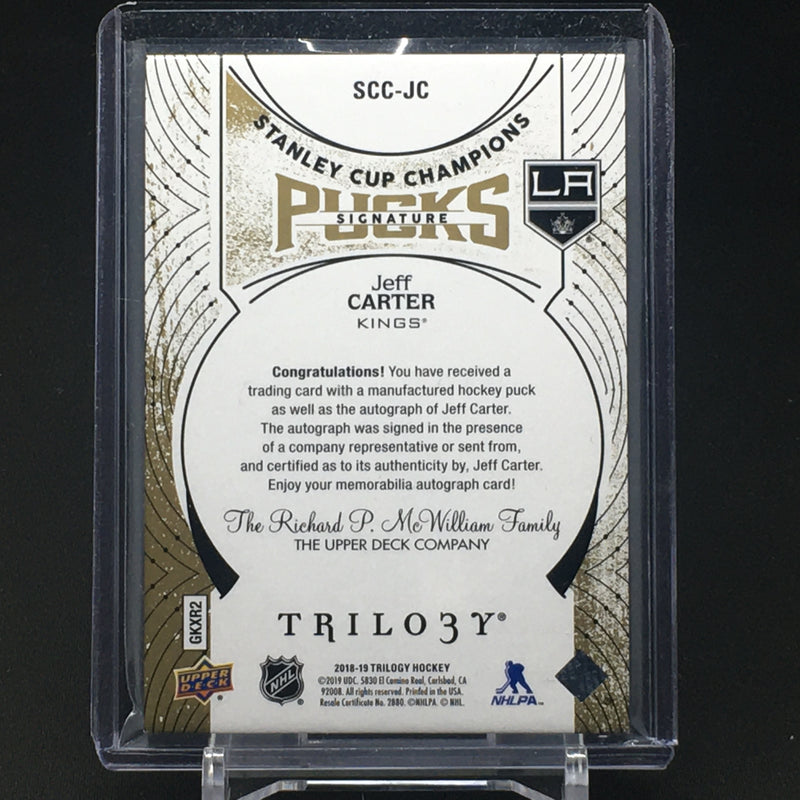 SCC-JC
STANLEY CUP CHAMPIONS
PUCKS
SIGNATURE
LA
Jeff
CARTER
KINGS®
Congratulations! You have received a
trading card with a manufactured hockey puck
as well as the autograph of Jeff Carter.
The autograph was signed in the presence
of a company representative or sent from,
and certified as to its authenticity by, Jeff Carter.
Enjoy your memorabilia autograph card!
The Richard P. McWilliam Family
THE UPPER DECK COMPANY
GKXR2
TRILO3Y®
UPPER
DECK
NHL
2018-19 TRILOGY HOCKEY
©2019 UDC. 5830 El Camino Real, Carlsbad, CA
92008. All rights reserved. Printed in the USA.
Resale Certificate No. 2880. ©NHLPA. © NHL.
NHLPA™